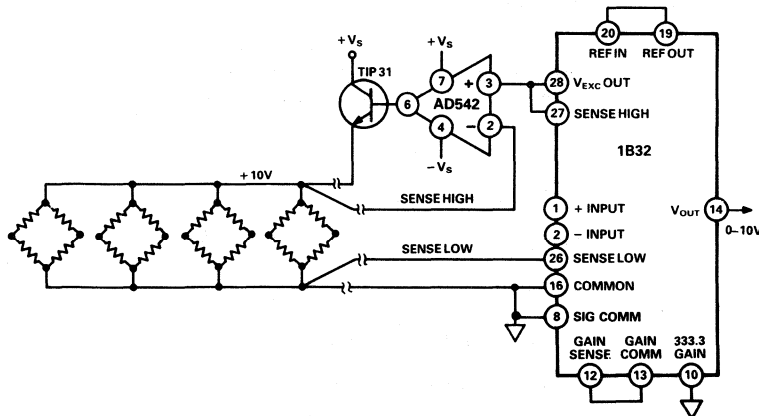 20 19
REF IN REF OUT
+VS
+VS
TIP 31
7
3
+
28 VEXC OUT
6
AD542
27 SENSE HIGH
4
–
2
1B32
–VS
+10V
SENSE HIGH
1 + INPUT
VOUT 14
0–10V
2 – INPUT
SENSE LOW
26 SENSE LOW
16 COMMON
8 SIG COMM
GAIN SENSE
GAIN COMM
333.3 GAIN
12 13 10